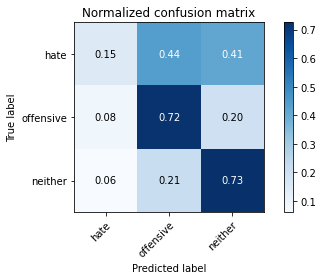 Normalized confusion matrix
True label
hate 0.15 0.44 0.41
offensive 0.08 0.72 0.20
neither 0.06 0.21 0.73
hate offensive neither
Predicted label
0.7
0.6
0.5
0.4
0.3
0.2
0.1